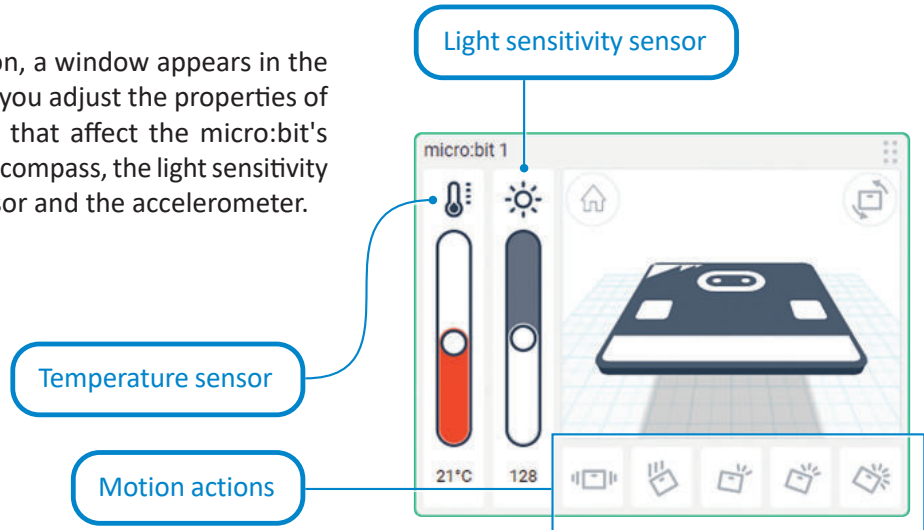 Light sensitivity sensor
on, a window appears in the
you adjust the properties of
that affect the micro:bit's
compass, the light sensitivity
sor and the accelerometer.
micro:bit 1
Temperature sensor
21°C
128
Motion actions